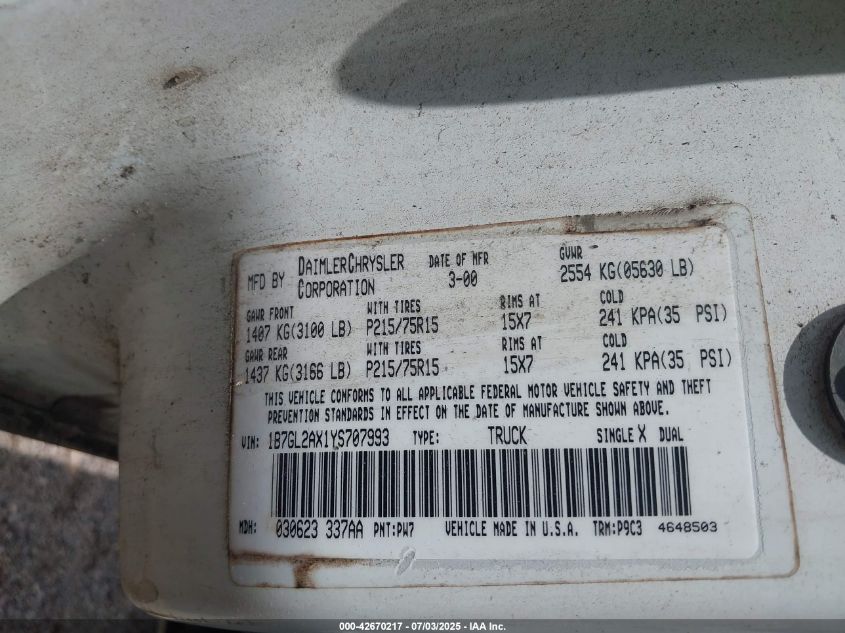 MFD BY DAIMLERCHRYSLER CORPORATION DATE OF MFR 3-00 GVWR 2554 KG(05630 LB)
GAWR FRONT WITH TIRES RIMS AT COLD
1407 KG(3100 LB) P215/75R15 15X7 241 KPA(35 PSI)
GAWR REAR WITH TIRES RIMS AT COLD
1437 KG(3166 LB) P215/75R15 15X7 241 KPA(35 PSI)
THIS VEHICLE CONFORMS TO ALL APPLICABLE FEDERAL MOTOR VEHICLE SAFETY AND THEFT
PREVENTION STANDARDS IN EFFECT ON THE DATE OF MANUFACTURE SHOWN ABOVE.
VIN: 1B7GL2AX1YS707993 TYPE: TRUCK SINGLE X DUAL
MDH: 030623 337AA PNT:PW7 VEHICLE MADE IN U.S.A. TRM:P9C3 4648503
000-42670217 - 07/03/2025 - IAA Inc.